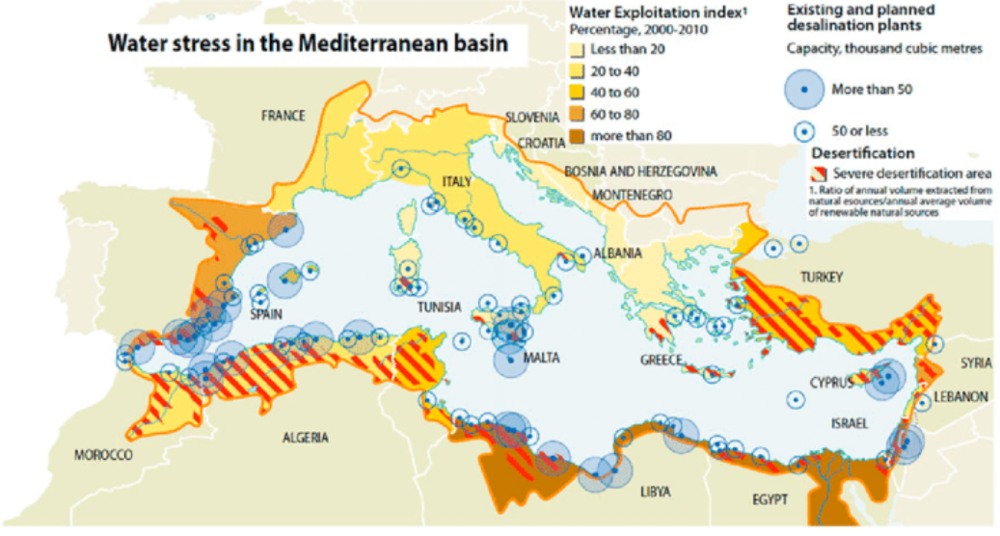 Water stress in the Mediterranean basin
Water Exploitation index¹
Percentage, 2000-2010
Less than 20
20 to 40
40 to 60
60 to 80
more than 80
Existing and planned
desalination plants
Capacity, thousand cubic metres
More than 50
50 or less
Desertification
Severe desertification area
1. Ratio of annual volume extracted from
natural esources/annual average volume
of renewable natural sources
FRANCE
SLOVENIA
CROATIA
BOSNIA AND HERZEGOVINA
ITALY
MONTENEGRO
ALBANIA
TURKEY
SPAIN
TUNISIA
MALTA
GREECE
SYRIA
CYPRUS
LEBANON
ISRAEL
ALGERIA
MOROCCO
LIBYA
EGYPT